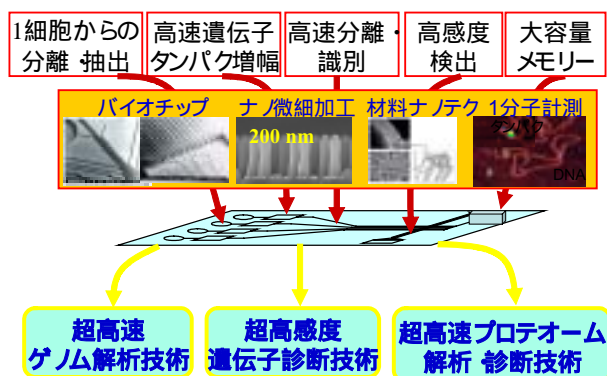 1細胞からの
分離・抽出
高速遺伝子
タンパク増幅
高速分離・
識別
高感度
検出
大容量
メモリー
バイオチップ ナノ微細加工 材料ナノテク 1分子計測
200 nm
タンパク
DNA
超高速
ゲノム解析技術
超高感度
遺伝子診断技術
超高速プロテオーム
解析・診断技術